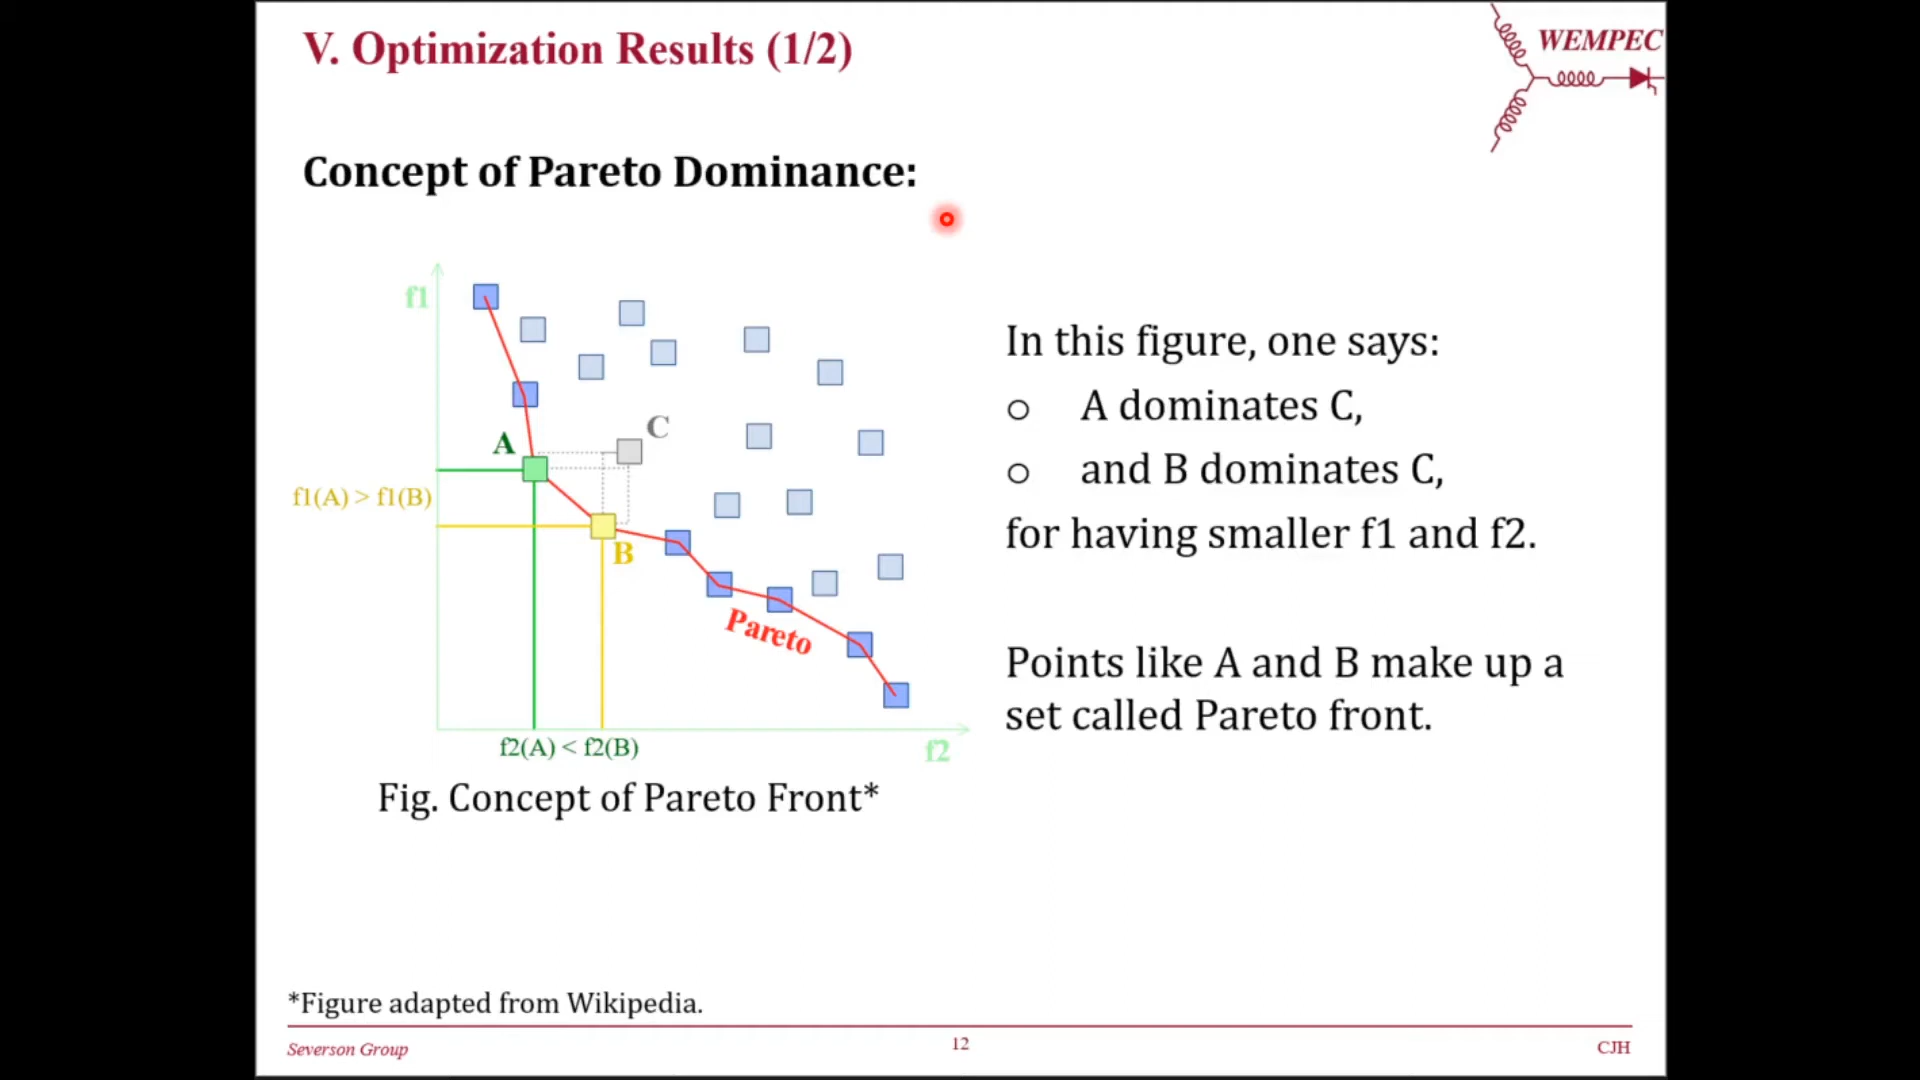 V. Optimization Results (1/2)
WEMPEC
Concept of Pareto Dominance:
f1
A
C
f1(A) > f1(B)
B
Pareto
f2(A) < f2(B)
f2
Fig. Concept of Pareto Front*
In this figure, one says:
o A dominates C,
o and B dominates C,
for having smaller f1 and f2.
Points like A and B make up a
set called Pareto front.
*Figure adapted from Wikipedia.
Severson Group
12
CJH